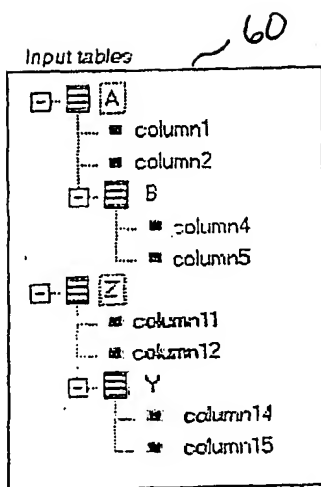 60
Input tables
A
column1
column2
B
column4
column5
Z
column11
column12
Y
column14
column15